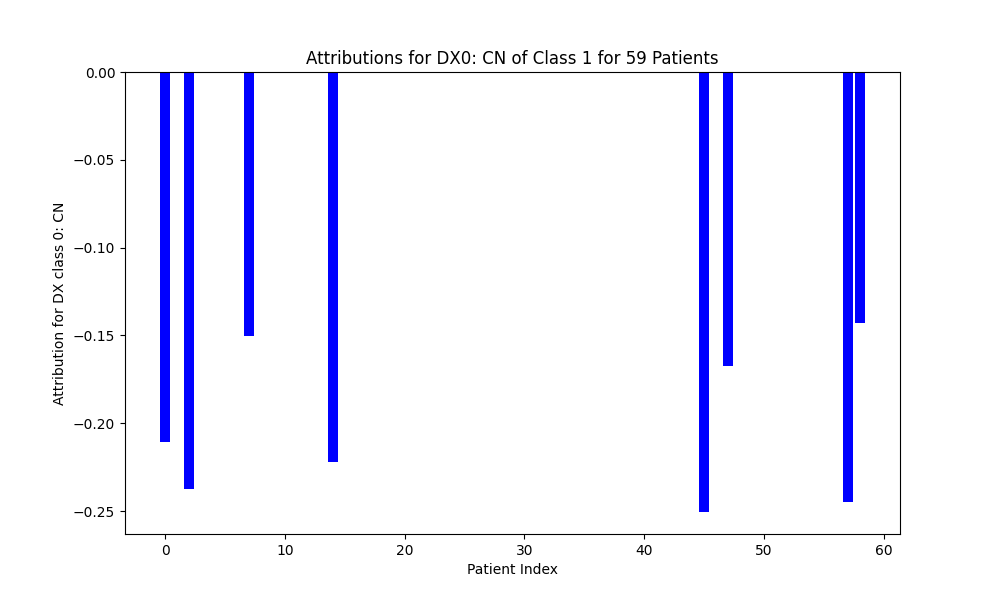 Attributions for DX0: CN of Class 1 for 59 Patients
Attribution for DX class 0: CN
0.00
−0.05
−0.10
−0.15
−0.20
−0.25
0 10 20 30 40 50 60
Patient Index